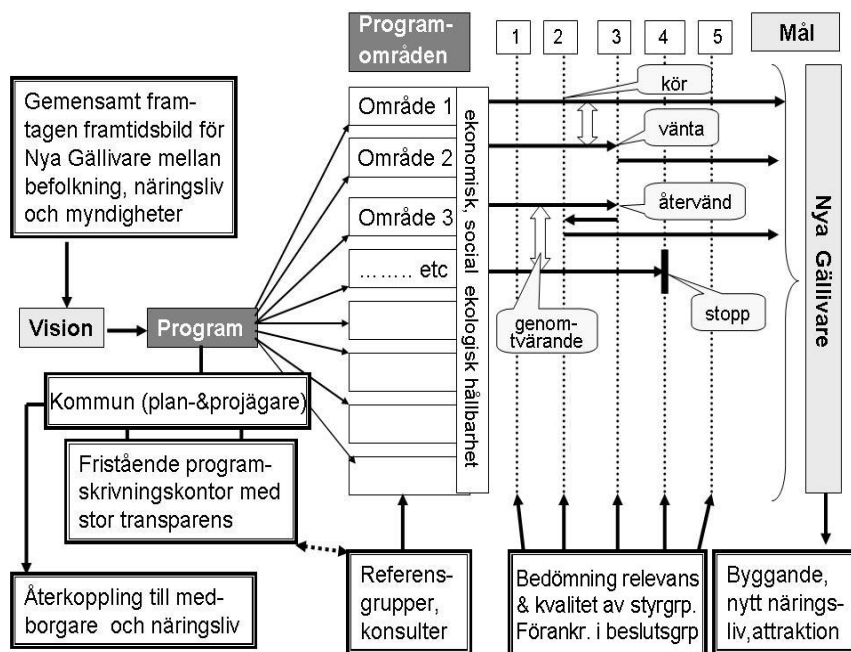 Program-
områden
1
2
3
4
5
Mål
Gemensamt fram-
tagen framtidsbild för
Nya Gällivare mellan
befolkning, näringsliv
och myndigheter
Vision
Program
Kommun (plan-&projägare)
Fristående program-
skrivningskontor med
stor transparens
Återkoppling till med-
borgare och näringsliv
Område 1
Område 2
Område 3
........ etc
ekonomisk, social ekologisk hållbarhet
kör
vänta
återvänd
genom-
tvärande
stopp
Nya Gällivare
Referens-
grupper,
konsulter
Bedömning relevans
& kvalitet av styrgrp.
Förankr. i beslutsgrp
Byggande,
nytt närings-
liv,attraktion